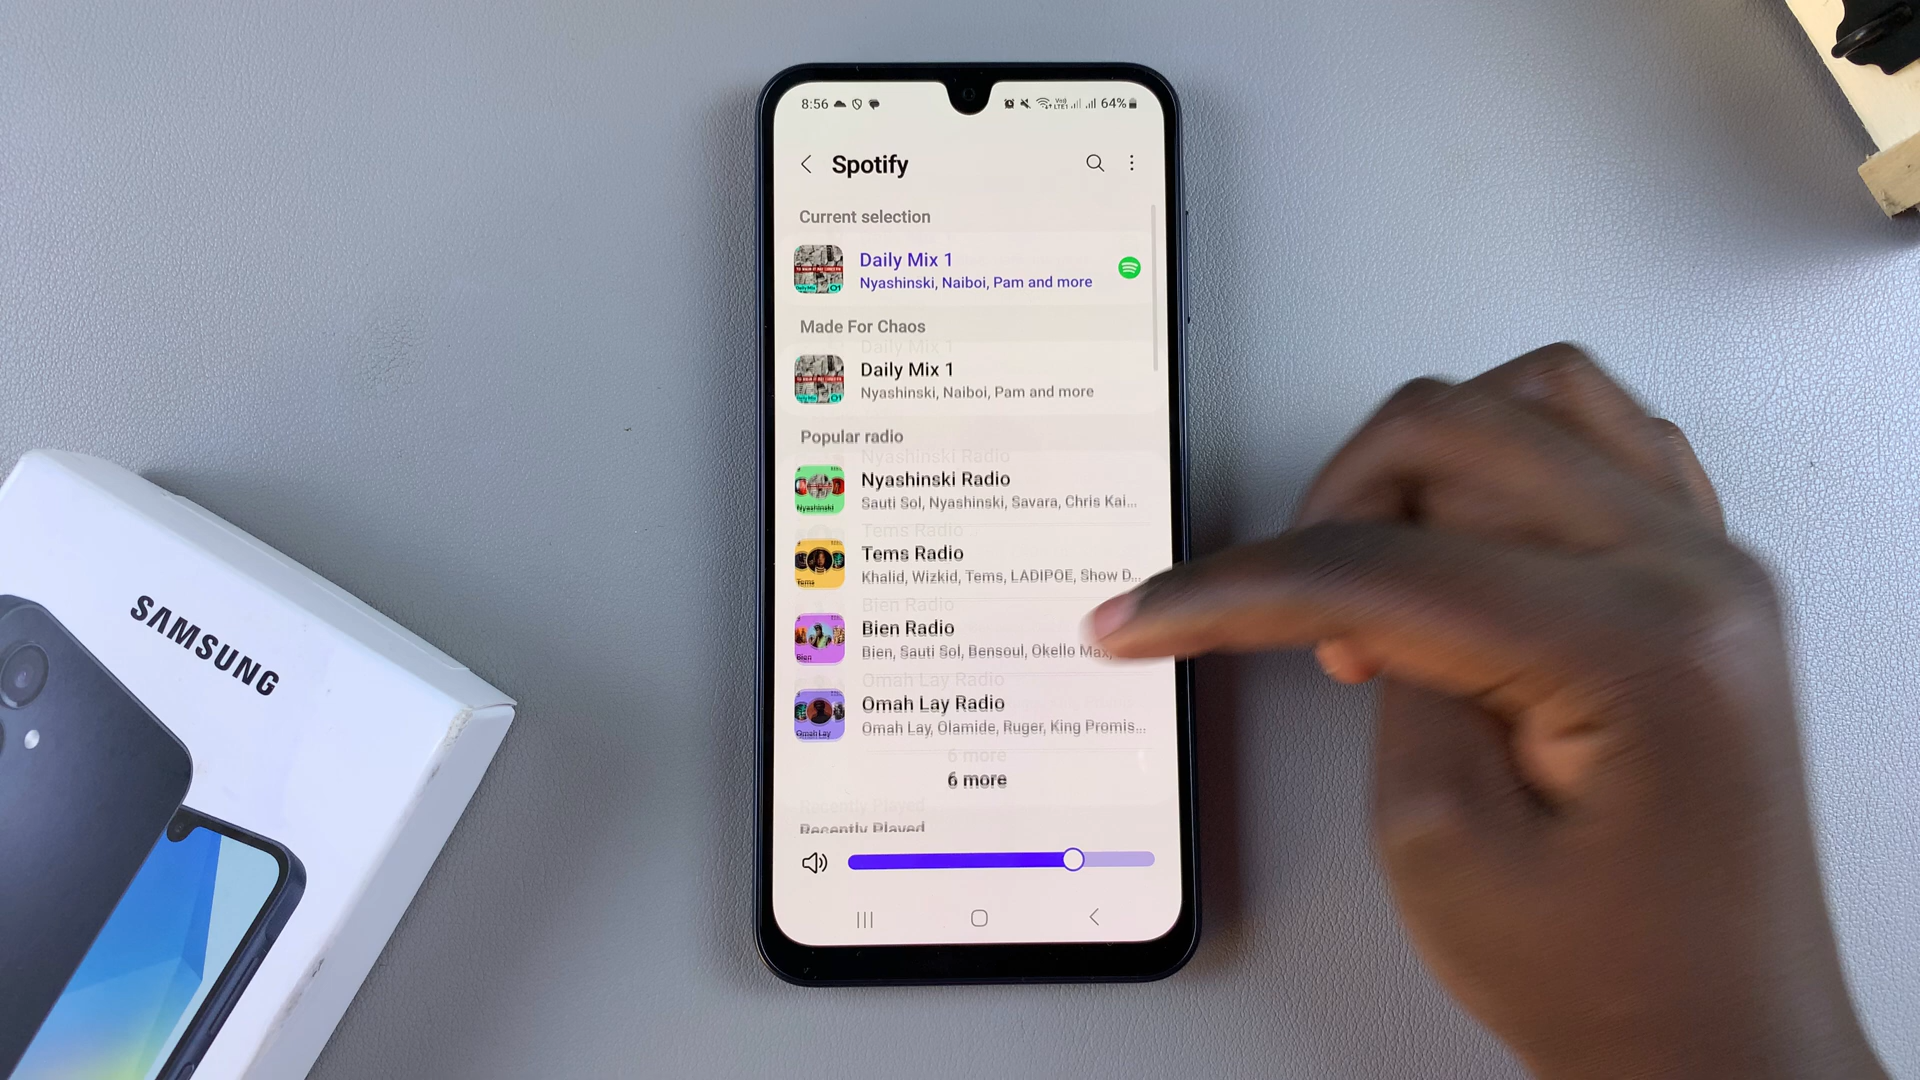 8:56
64%
Spotify
Current selection
Daily Mix 1
Nyashinski, Naiboi, Pam and more
Made For Chaos
Daily Mix 1
Nyashinski, Naiboi, Pam and more
Popular radio
Nyashinski Radio
Sauti Sol, Nyashinski, Savara, Chris Kai...
Tems Radio
Khalid, Wizkid, Tems, LADIPOE, Show D...
Bien Radio
Bien, Sauti Sol, Bensoul, Okello Max,
Omah Lay Radio
Omah Lay, Olamide, Ruger, King Promis...
6 more
Recently Played
SAMSUNG